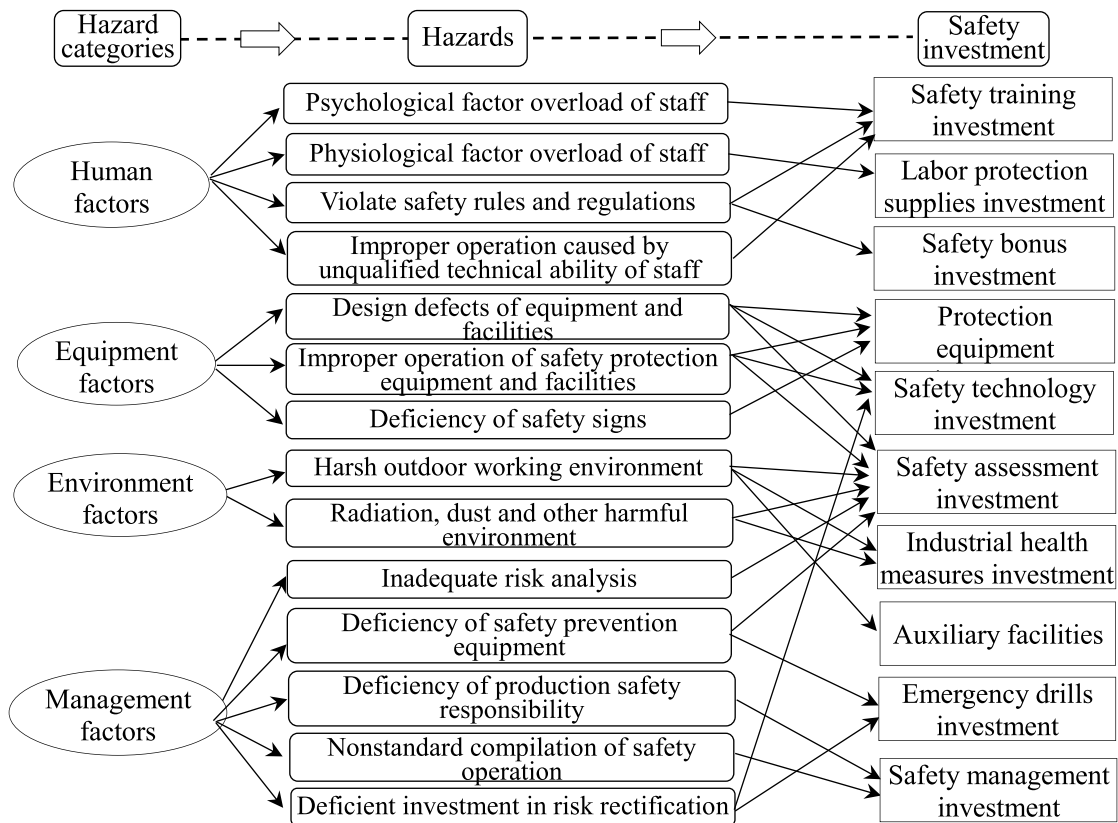 Hazard
categories
Hazards
Safety
investment
Human
factors
Equipment
factors
Environment
factors
Management
factors
Psychological factor overload of staff
Physiological factor overload of staff
Violate safety rules and regulations
Improper operation caused by
unqualified technical ability of staff
Design defects of equipment and
facilities
Improper operation of safety protection
equipment and facilities
Deficiency of safety signs
Harsh outdoor working environment
Radiation, dust and other harmful
environment
Inadequate risk analysis
Deficiency of safety prevention
equipment
Deficiency of production safety
responsibility
Nonstandard compilation of safety
operation
Deficient investment in risk rectification
Safety training
investment
Labor protection
supplies investment
Safety bonus
investment
Protection
equipment
Safety technology
investment
Safety assessment
investment
Industrial health
measures investment
Auxiliary facilities
Emergency drills
investment
Safety management
investment